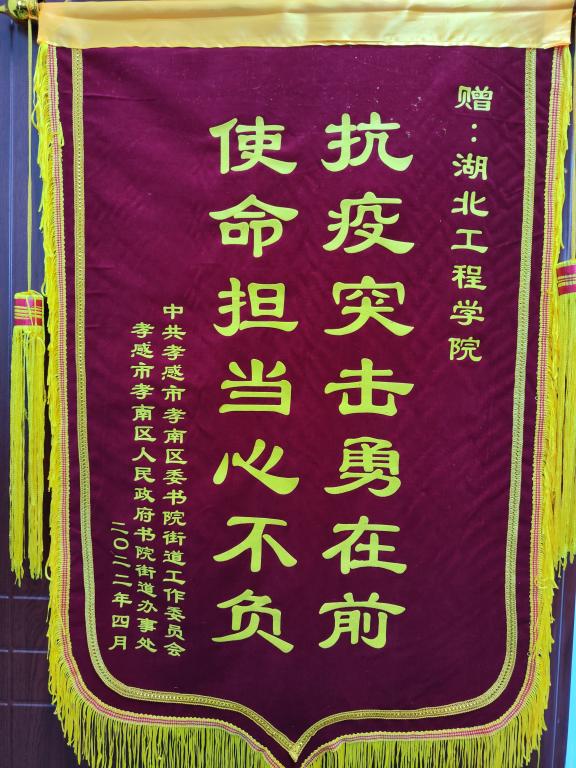 赠：湖北工程学院
抗疫突击勇在前
使命担当心不负
中共孝感市孝南区委书院街道工作委员会
孝感市孝南区人民政府书院街道办事处
二〇二二年四月